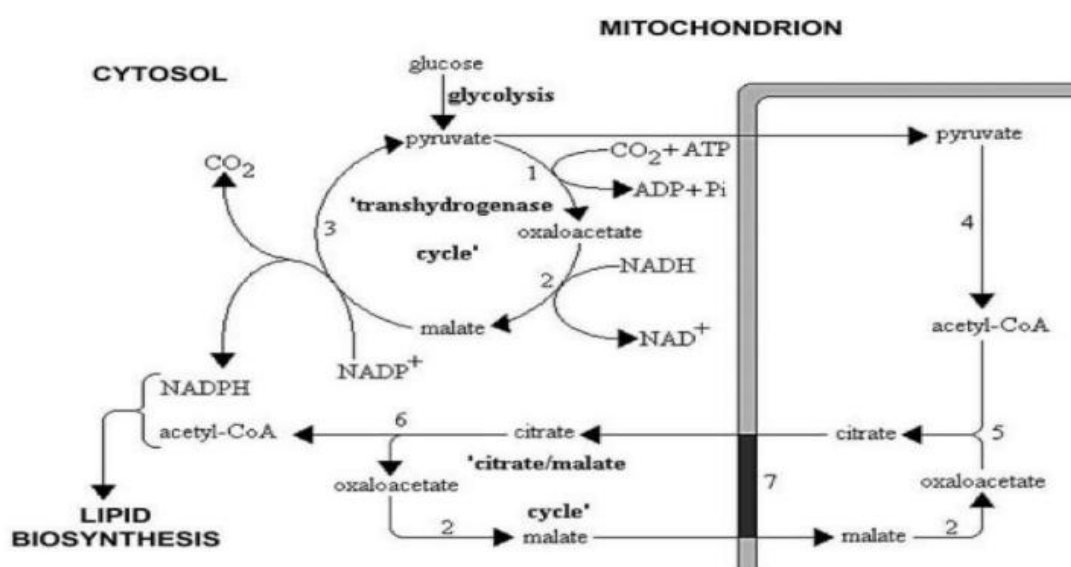 MITOCHONDRION
CYTOSOL
glucose
glycolysis
pyruvate
pyruvate
CO₂
CO₂ + ATP
1
ADP + Pi
'transhydrogenase
3
4
oxaloacetate
cycle'
2
NADH
malate
NAD⁺
acetyl-CoA
NADP⁺
NADPH
6
acetyl-CoA
citrate
citrate
5
'citrate/malate
oxaloacetate
7
oxaloacetate
LIPID
BIOSYNTHESIS
cycle'
2
malate
malate
2